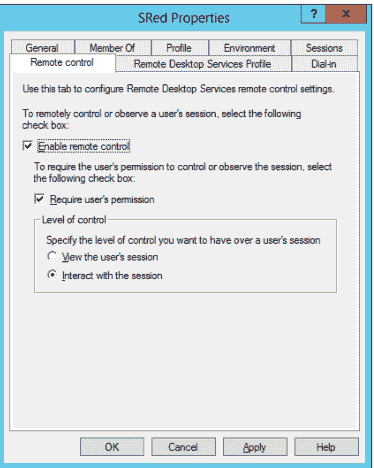 SRed Properties
?
x
General Member Of Profile Environment Sessions
Remote control Remote Desktop Services Profile Dial-in
Use this tab to configure Remote Desktop Services remote control settings.
To remotely control or observe a user's session, select the following
check box:
Enable remote control
To require the user's permission to control or observe the session, select
the following check box:
Require user's permission
Level of control
Specify the level of control you want to have over a user's session
View the user's session
Interact with the session
OK Cancel Apply Help